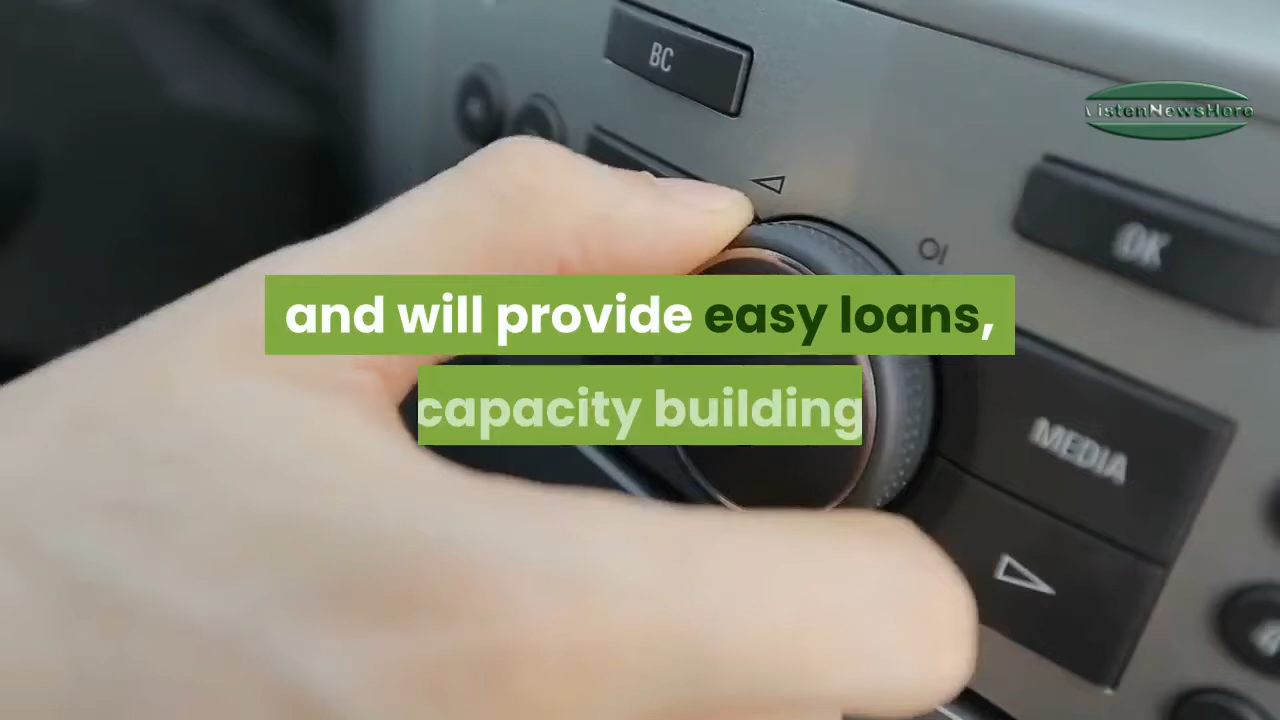 BC
ListenNewsHere
OK
and will provide easy loans,
capacity building
MEDIA